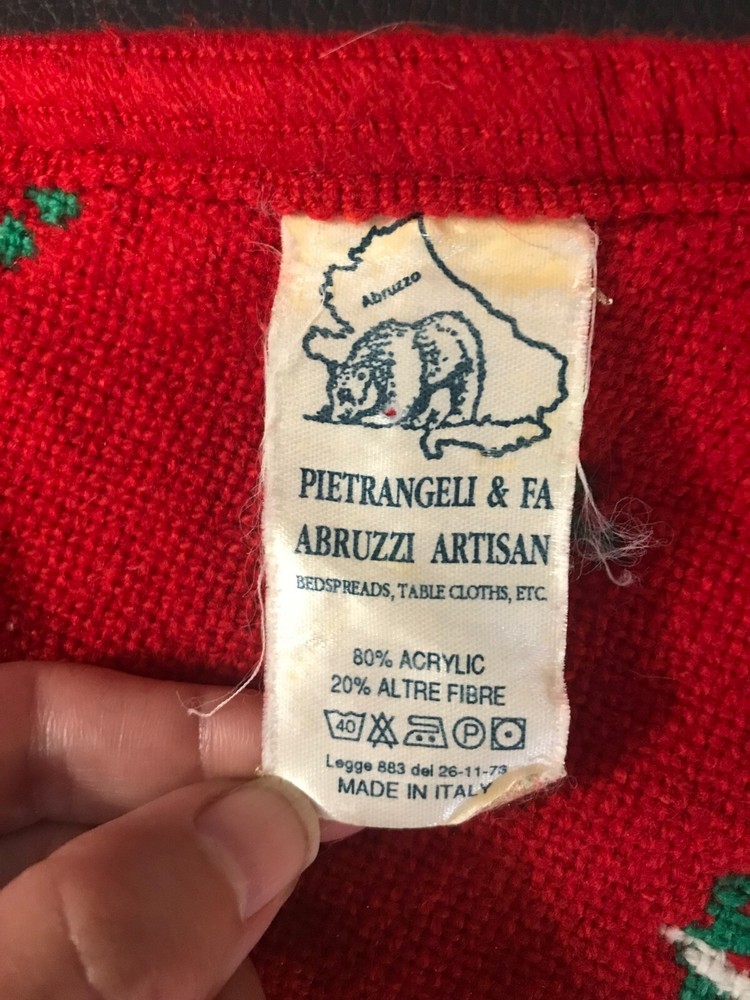 Abruzzo
PIETRANGELI & FA
ABRUZZI ARTISAN
BEDSPREADS, TABLE CLOTHS, ETC.
80% ACRYLIC
20% ALTRE FIBRE
40 P
Legge 883 del 26-11-73
MADE IN ITALY